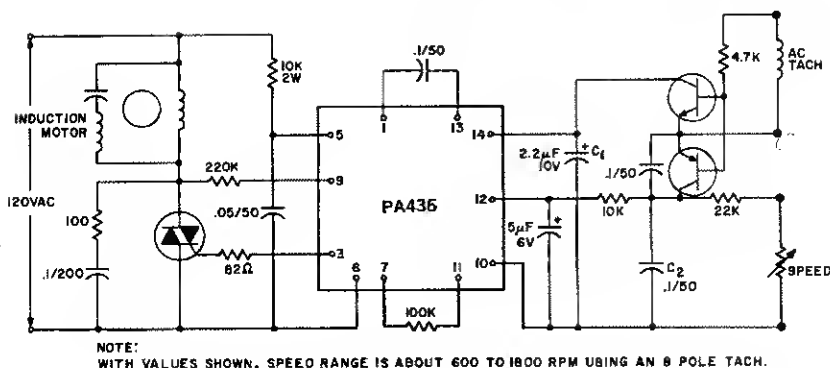 .1/50
10K
2W
4.7K
AC
TACH
1
13
INDUCTION
MOTOR
5
14
2.2µF
10V
+
C1
.1/50
220K
9
120VAC
.05/50
PA436
12
10K
22K
100
5µF
6V
+
3
82Ω
10
C2
.1/50
SPEED
.1/200
6
7
11
100K
NOTE:
WITH VALUES SHOWN, SPEED RANGE IS ABOUT 600 TO 1800 RPM USING AN 8 POLE TACH.